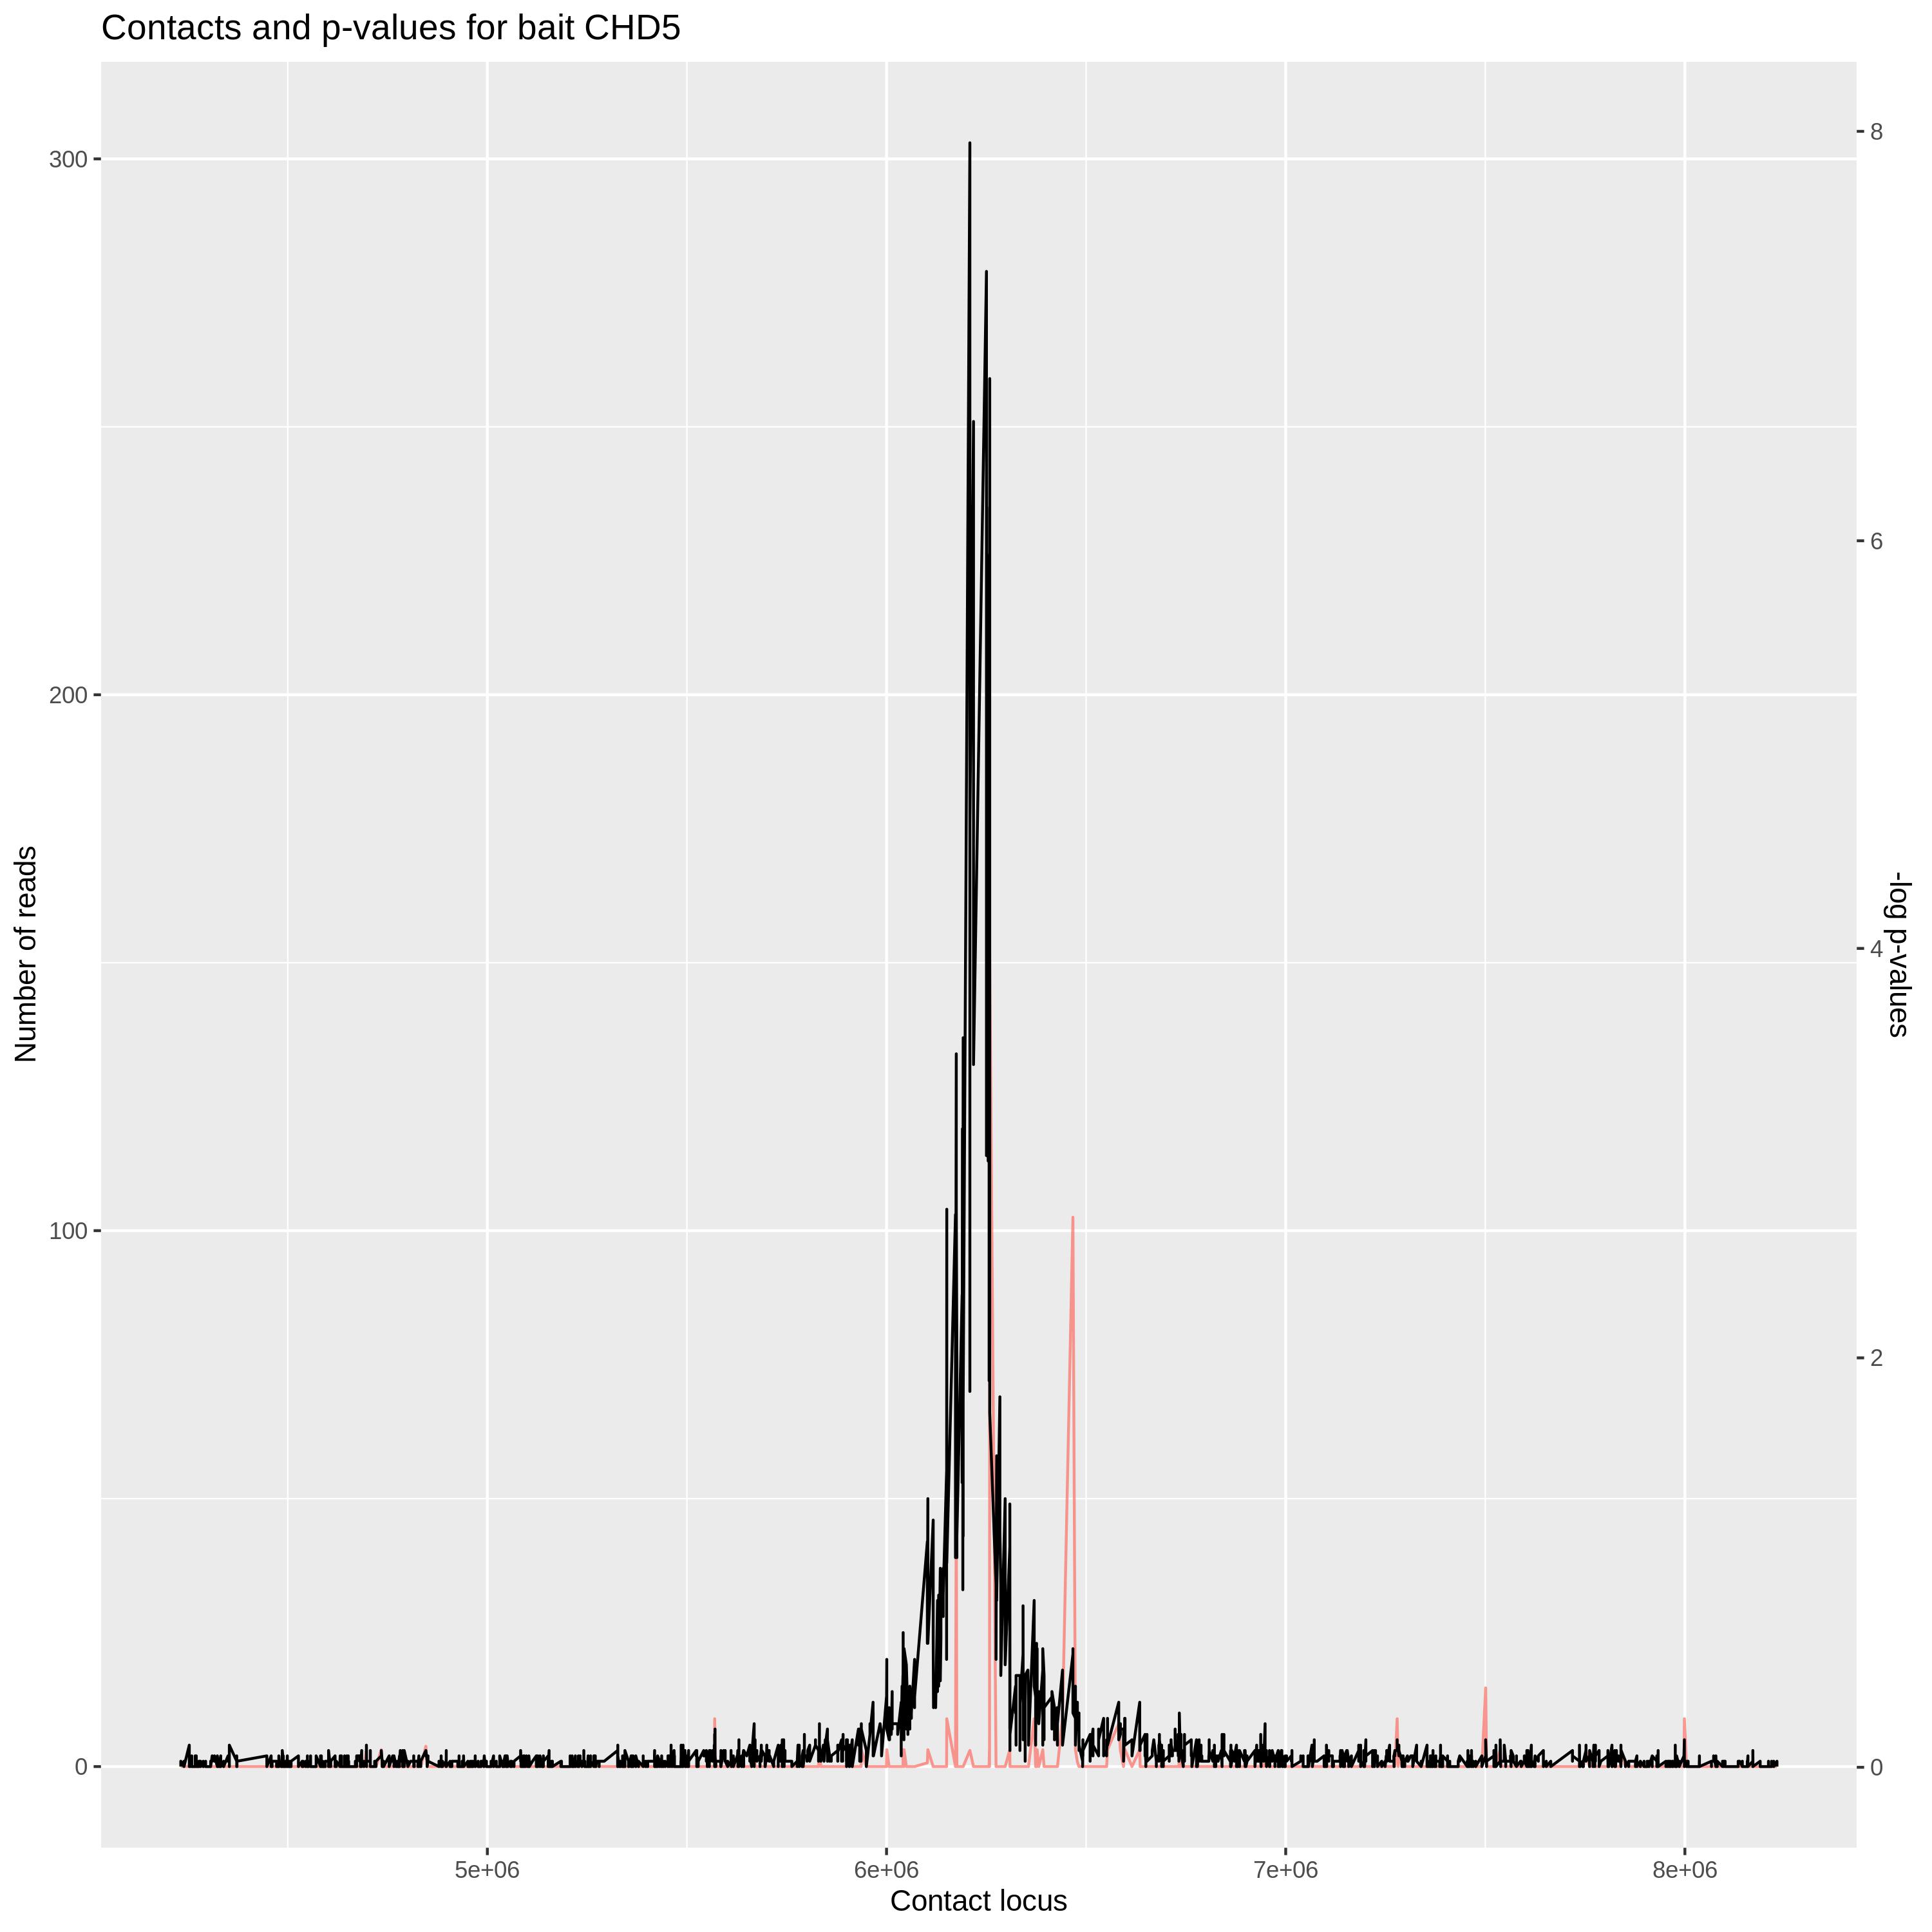 Contacts and p-values for bait CHD5
300
200
100
0
Number of reads
8
6
4
2
0
-log p-values
5e+06
6e+06
7e+06
8e+06
Contact locus